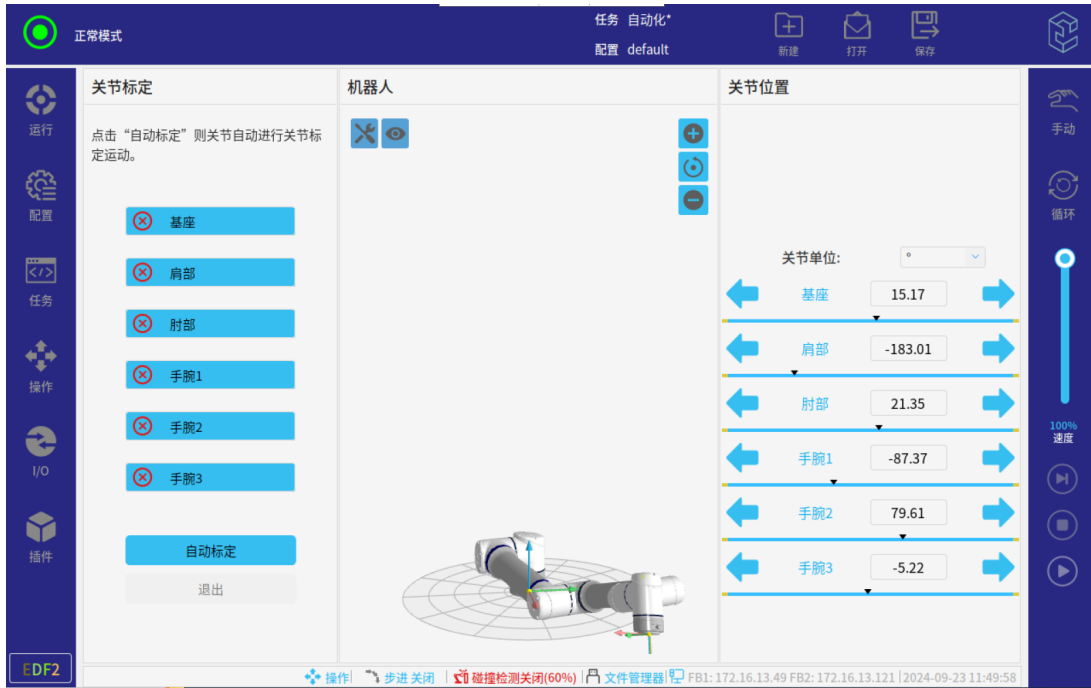 正常模式
任务 自动化*
配置 default
新建
打开
保存
运行
配置
任务
操作
I/O
插件
EDF2
关节标定
点击“自动标定”则关节自动进行关节标
定运动。
基座
肩部
肘部
手腕1
手腕2
手腕3
自动标定
退出
机器人
关节位置
关节单位: °
基座 15.17
肩部 -183.01
肘部 21.35
手腕1 -87.37
手腕2 79.61
手腕3 -5.22
手动
循环
100%
速度
操作 步进 关闭 碰撞检测关闭(60%) 文件管理器 FB1: 172.16.13.49 FB2: 172.16.13.121 2024-09-23 11:49:58